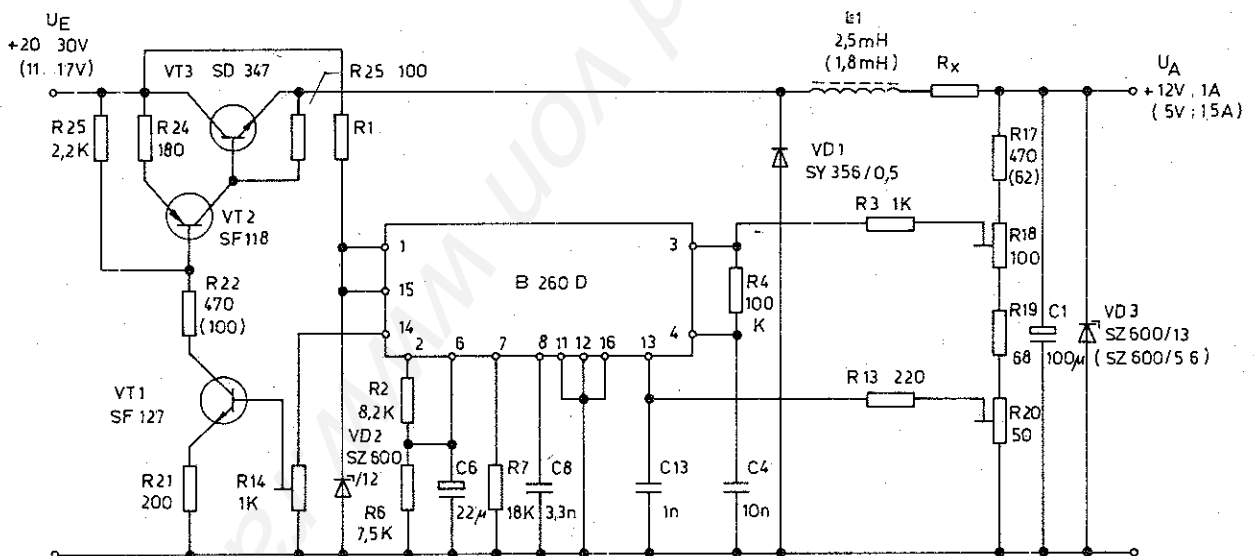 U_E
+20 30V
(11. 17V)
VT3 SD 347
R25 100
2,5mH
(1,8mH)
Rx
U_A
+12V, 1A
(5V; 1,5A)
R25
2,2K
R24
180
R1
VD1
SY 356/0,5
R17
470
(62)
VT2
SF118
R3 1K
R18
100
1
3
B 260 D
R4
100
K
15
R22
470
(100)
14
4
R19
68
C1
100µ
VD3
SZ 600/13
(SZ 600/5 6)
2
6
7
8
11
12
16
13
VT1
SF 127
R2
8,2K
R13 220
R20
50
VD2
SZ 600
/12
R21
200
R14
1K
R6
7,5K
C6
22µ
R7
18K
C8
3,3n
C13
1n
C4
10n